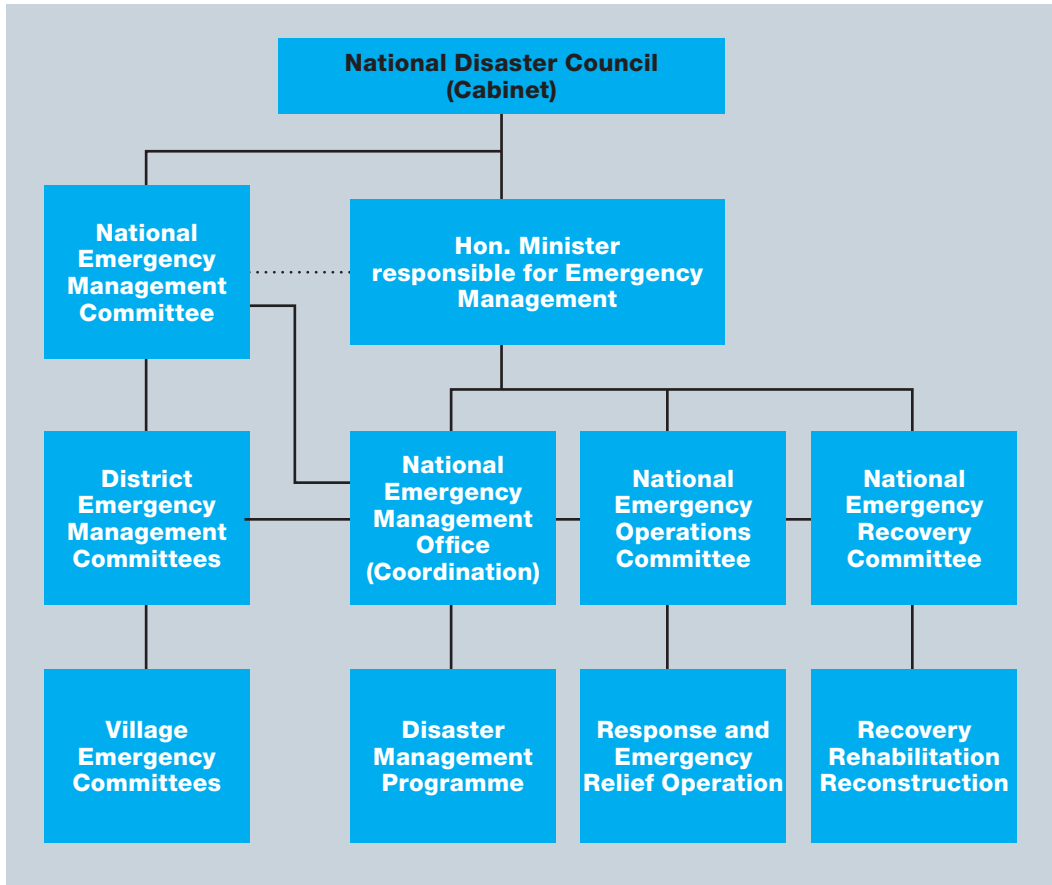 National Disaster Council
(Cabinet)
National
Emergency
Management
Committee
Hon. Minister
responsible for Emergency
Management
District
Emergency
Management
Committees
National
Emergency
Management
Office
(Coordination)
National
Emergency
Operations
Committee
National
Emergency
Recovery
Committee
Village
Emergency
Committees
Disaster
Management
Programme
Response and
Emergency
Relief Operation
Recovery
Rehabilitation
Reconstruction